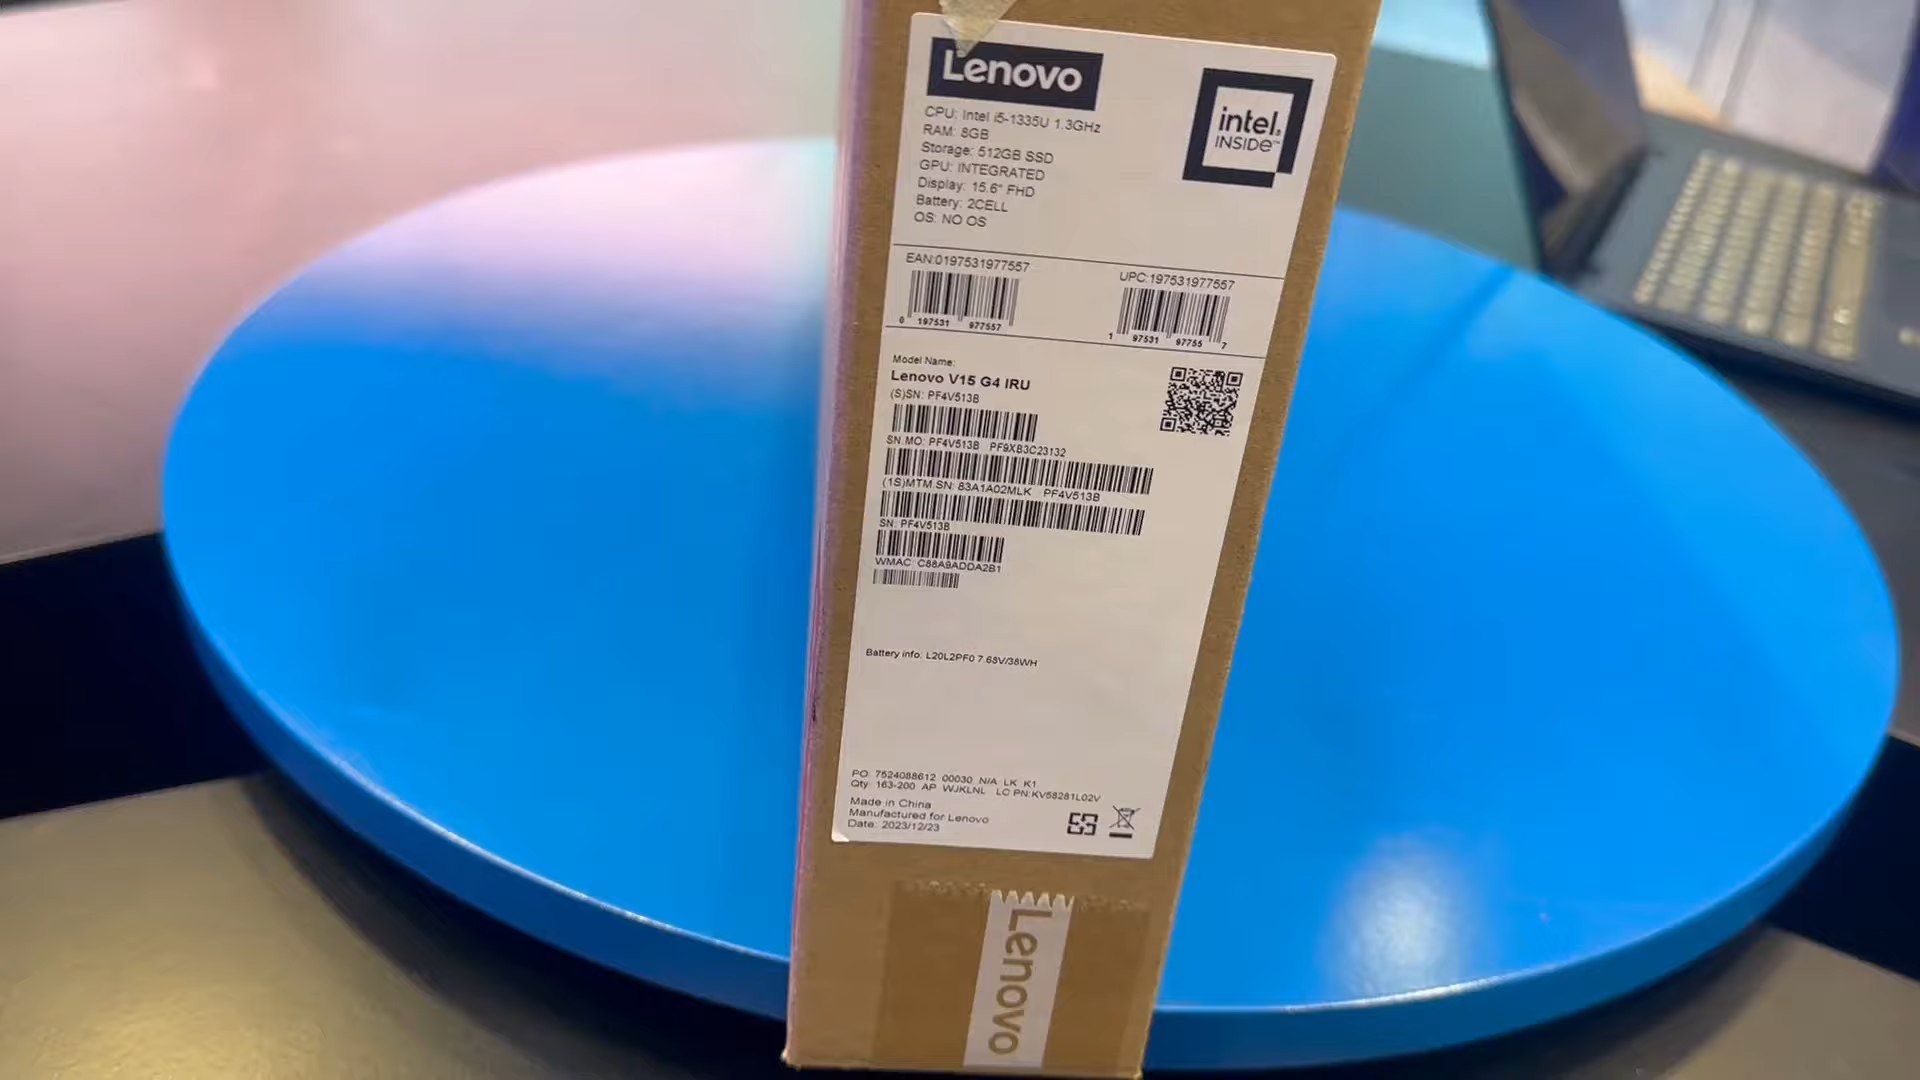 Lenovo
intel.
INSIDE™
CPU: Intel i5-1335U 1.3GHz
RAM: 8GB
Storage: 512GB SSD
GPU: INTEGRATED
Display: 15.6" FHD
Battery: 2CELL
OS: NO OS
EAN:0197531977557
UPC:197531977557
0 197531 977557
1 97531 97755 7
Model Name:
Lenovo V15 G4 IRU
(S)SN: PF4V513B
SN.MO: PF4V513B PF9XB3C23132
(1S)MTM.SN: 83A1A02MLK PF4V513B
SN: PF4V513B
WMAC: C88A9ADDA2B1
Battery info: L20L2PF0 7.68V/38WH
PO: 7524088612 00030 N/A LK K1
Qty: 163-200 AP WJKLNL LC PN:KV58281L02V
Made in China
Manufactured for Lenovo
Date: 2023/12/23
Lenovo